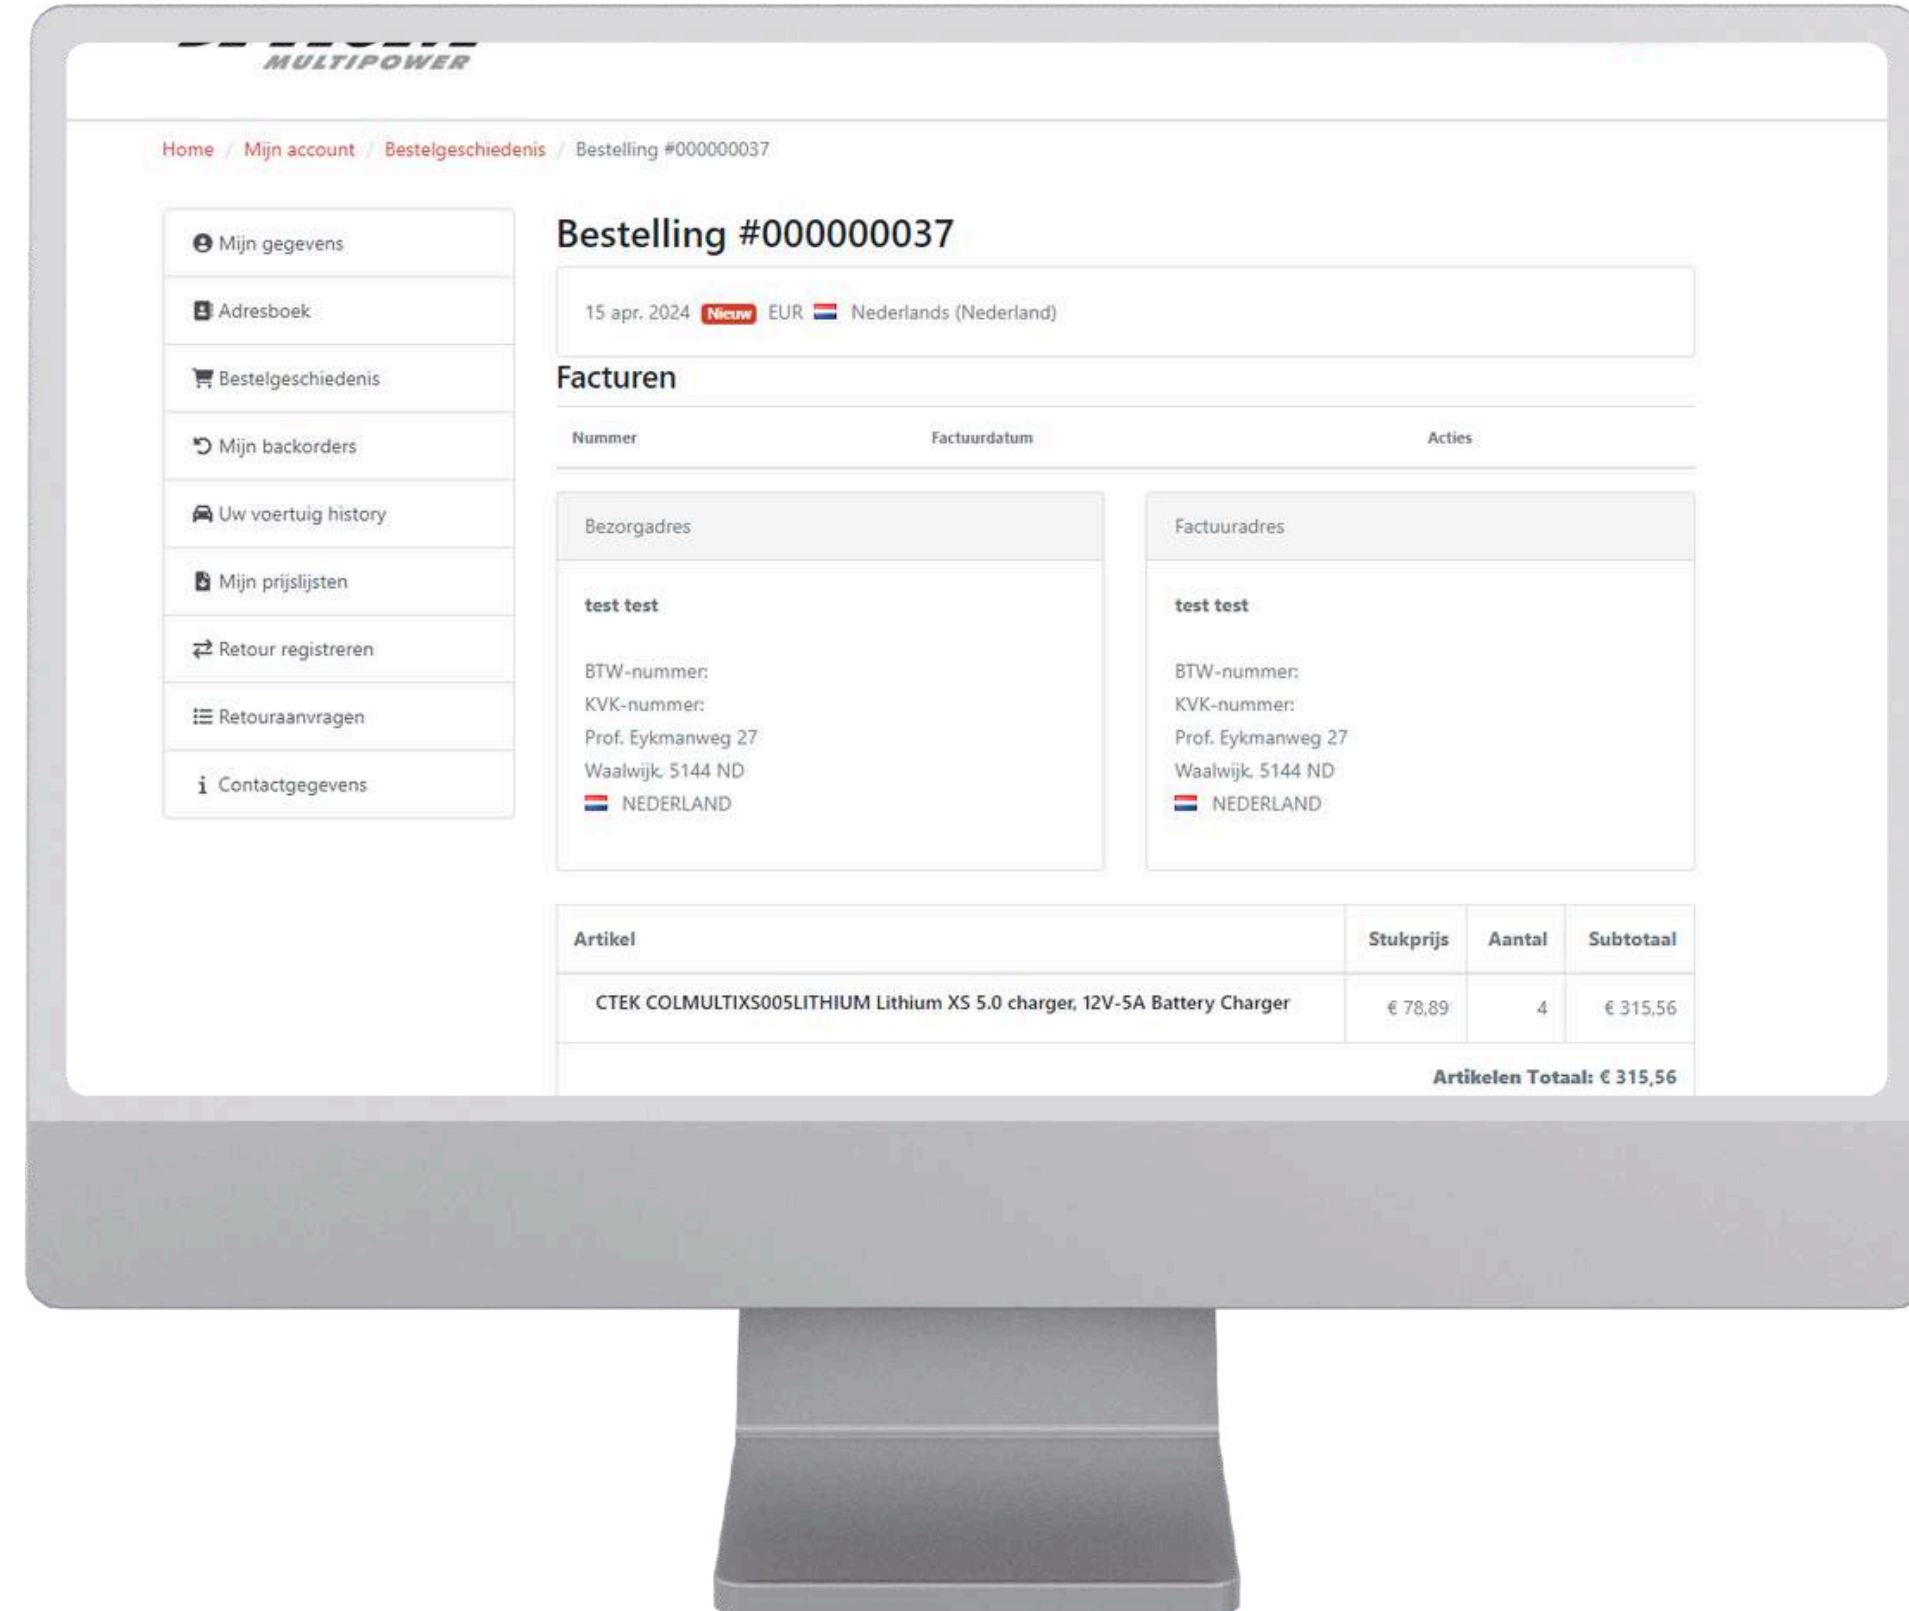 MULTIPOWER
Home / Mijn account / Bestelgeschiedenis / Bestelling #000000037
Mijn gegevens
Adresboek
Bestelgeschiedenis
Mijn backorders
Uw voertuig history
Mijn prijslijsten
Retour registreren
Retouraanvragen
Contactgegevens
Bestelling #000000037
15 apr. 2024 Nieuw EUR Nederlands (Nederland)
Facturen
Nummer Factuurdatum Acties
Bezorgadres
test test
BTW-nummer:
KVK-nummer:
Prof. Eykmanweg 27
Waalwijk, 5144 ND
NEDERLAND
Factuuradres
test test
BTW-nummer:
KVK-nummer:
Prof. Eykmanweg 27
Waalwijk, 5144 ND
NEDERLAND
Artikel Stukprijs Aantal Subtotaal
CTEK COLMULTIXS005LITHIUM Lithium XS 5.0 charger, 12V-5A Battery Charger € 78,89 4 € 315,56
Artikelen Totaal: € 315,56